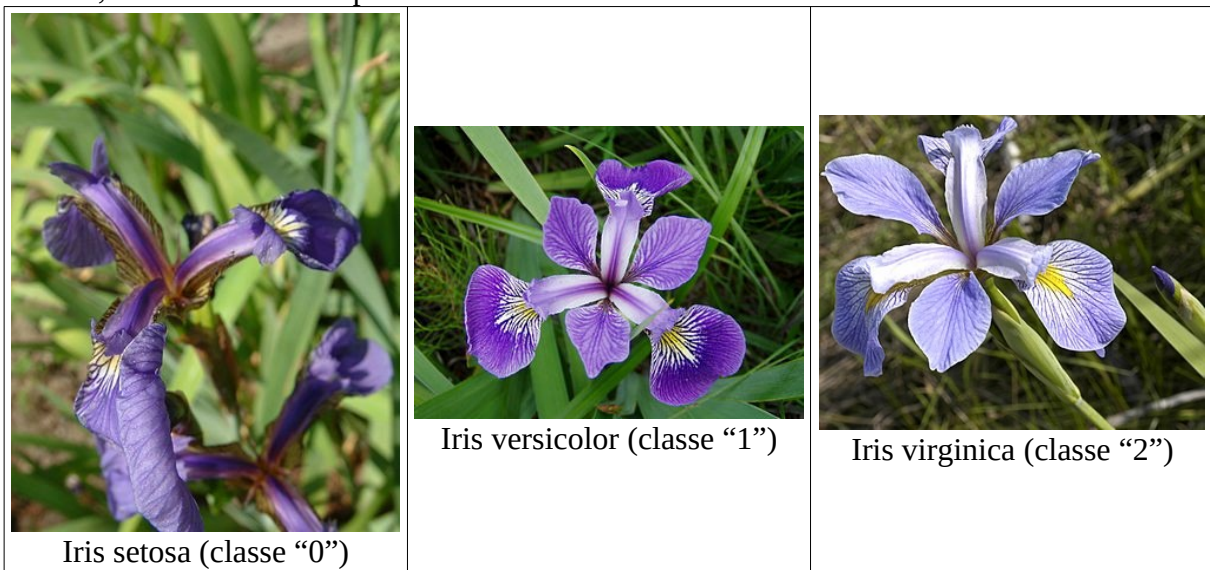 Iris setosa (classe “0”)
Iris versicolor (classe “1”)
Iris virginica (classe “2”)